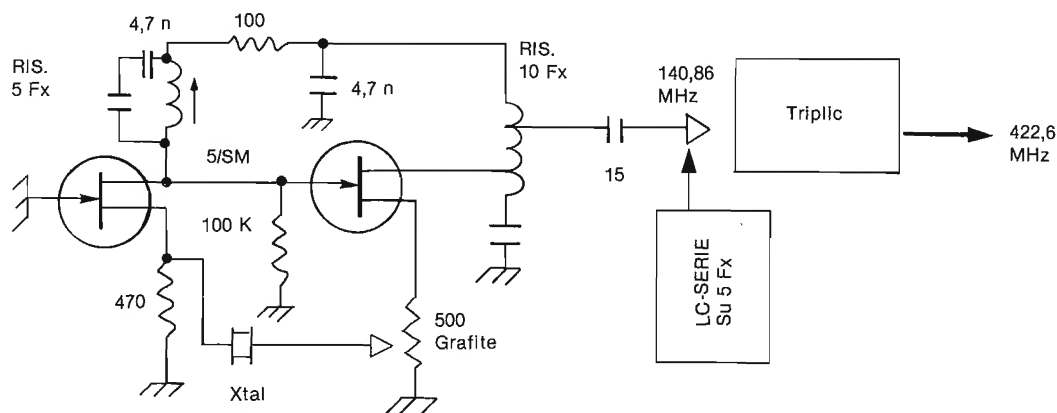 4,7 n
100
RIS.
5 Fx
4,7 n
RIS.
10 Fx
140,86
MHz
Triplic
422,6
MHz
15
5/SM
100 K
470
Xtal
500
Grafite
LC-SERIE
Su 5 Fx